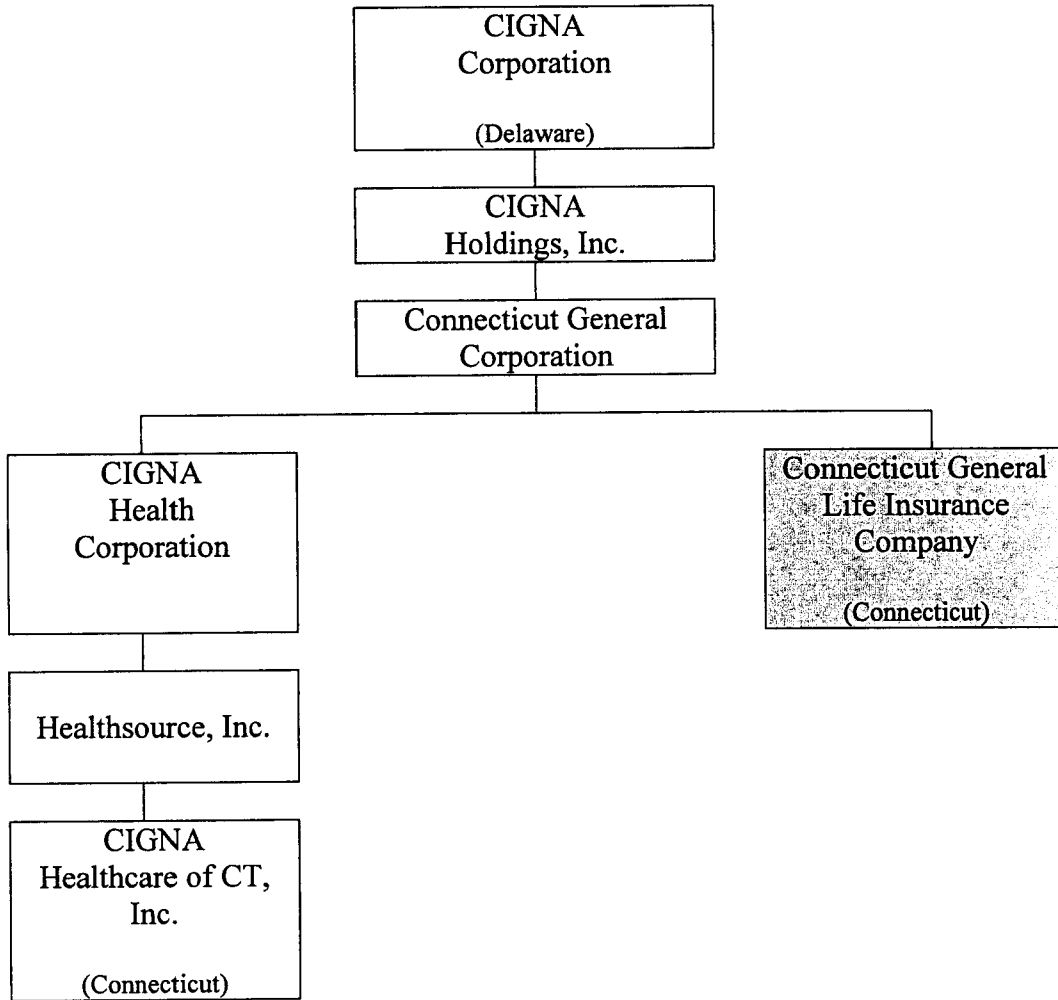 CIGNA
Corporation
(Delaware)
CIGNA
Holdings, Inc.
Connecticut General
Corporation
CIGNA
Health
Corporation
Connecticut General
Life Insurance
Company
(Connecticut)
Healthsource, Inc.
CIGNA
Healthcare of CT,
Inc.
(Connecticut)